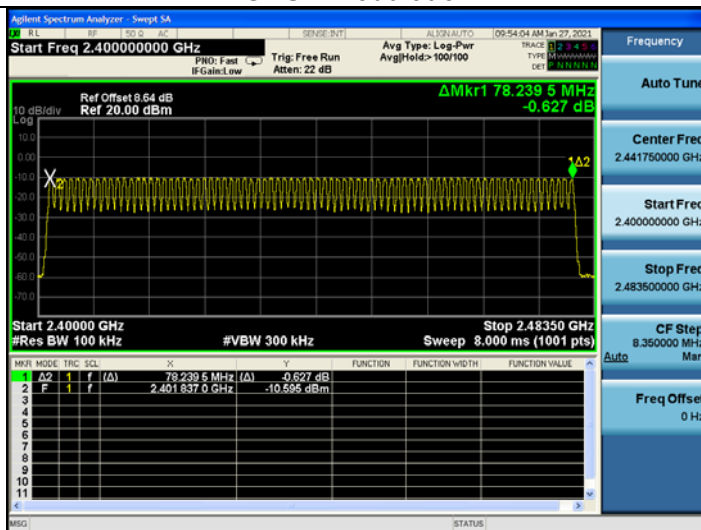 Agilent Spectrum Analyzer - Swept SA
RL RF 50 Ω AC SENSE:INT ALIGN AUTO 09:54:04 AM Jan 27, 2021
Start Freq 2.400000000 GHz
PNO: Fast
IFGain:Low
Trig: Free Run
Atten: 22 dB
Avg Type: Log-Pwr
Avg|Hold:>100/100
TRACE 1 2 3 4 5 6
TYPE M
DET P N N N N N
ΔMkr1 78.239 5 MHz
-0.627 dB
Ref Offset 8.64 dB
10 dB/div Ref 20.00 dBm
Log
10.0
0.00
-10.0
-20.0
-30.0
-40.0
-50.0
-60.0
-70.0
X2
1Δ2
Start 2.40000 GHz Stop 2.48350 GHz
#Res BW 100 kHz #VBW 300 kHz Sweep 8.000 ms (1001 pts)
MKR MODE TRC SCL X Y FUNCTION FUNCTION WIDTH FUNCTION VALUE
1 Δ2 1 f (Δ) 78.239 5 MHz (Δ) -0.627 dB
2 F 1 f 2.401 837 0 GHz -10.595 dBm
3
4
5
6
7
8
9
10
11
MSG STATUS
Frequency
Auto Tune
Center Freq
2.441750000 GHz
Start Freq
2.400000000 GHz
Stop Freq
2.483500000 GHz
CF Step
8.350000 MHz
Auto Man
Freq Offset
0 Hz